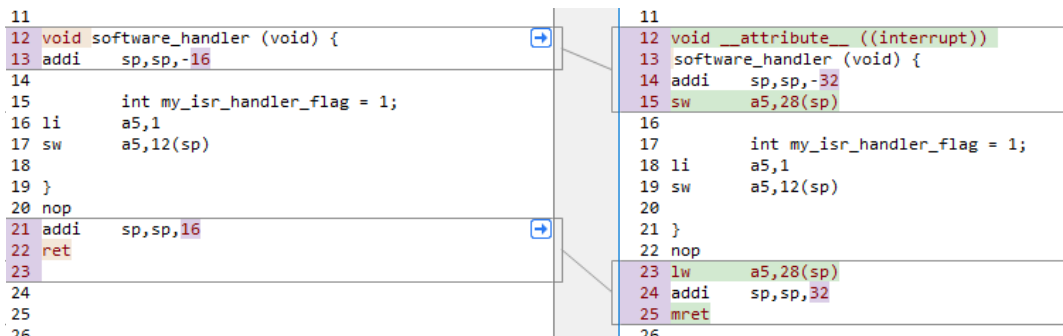 11
12 void software_handler (void) {
13 addi sp,sp,-16
14
15 int my_isr_handler_flag = 1;
16 li a5,1
17 sw a5,12(sp)
18
19 }
20 nop
21 addi sp,sp,16
22 ret
23
24
25
11
12 void __attribute__ ((interrupt))
13 software_handler (void) {
14 addi sp,sp,-32
15 sw a5,28(sp)
16
17 int my_isr_handler_flag = 1;
18 li a5,1
19 sw a5,12(sp)
20
21 }
22 nop
23 lw a5,28(sp)
24 addi sp,sp,32
25 mret